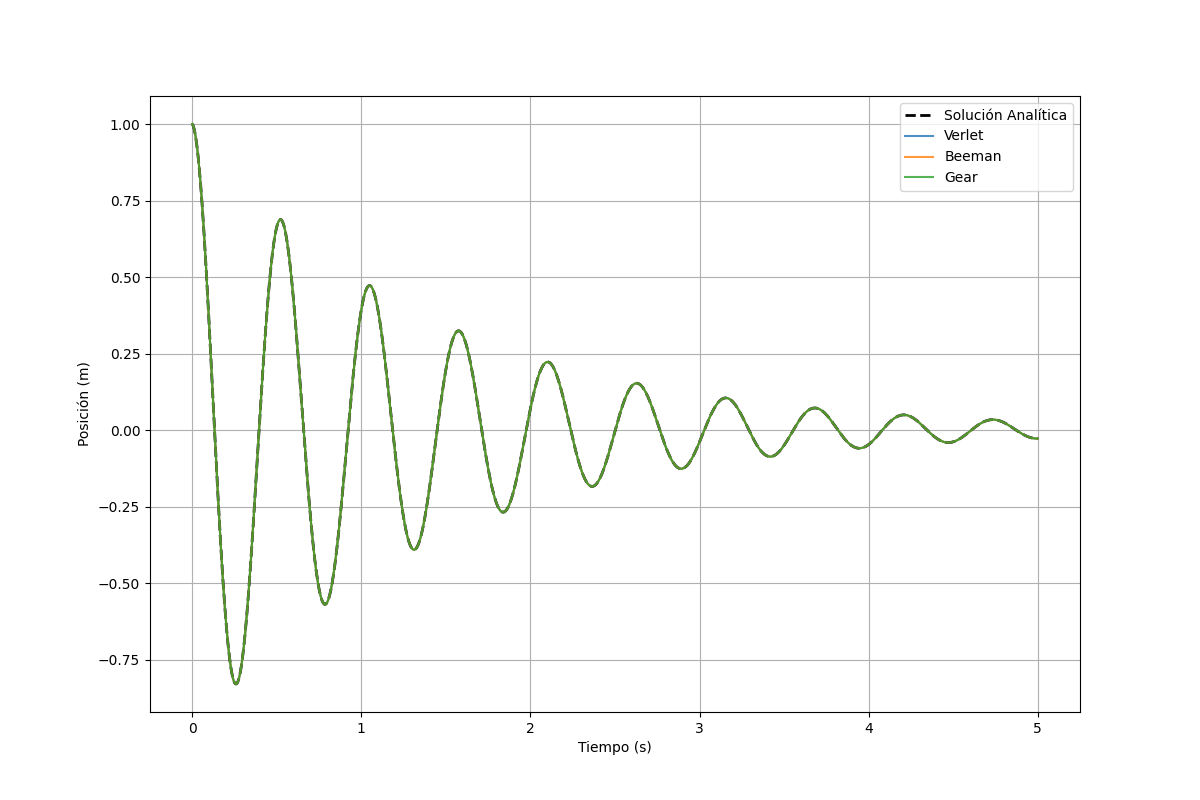 1.00
0.75
0.50
0.25
0.00
−0.25
−0.50
−0.75
Posición (m)
0 1 2 3 4 5
Tiempo (s)
Solución Analítica
Verlet
Beeman
Gear